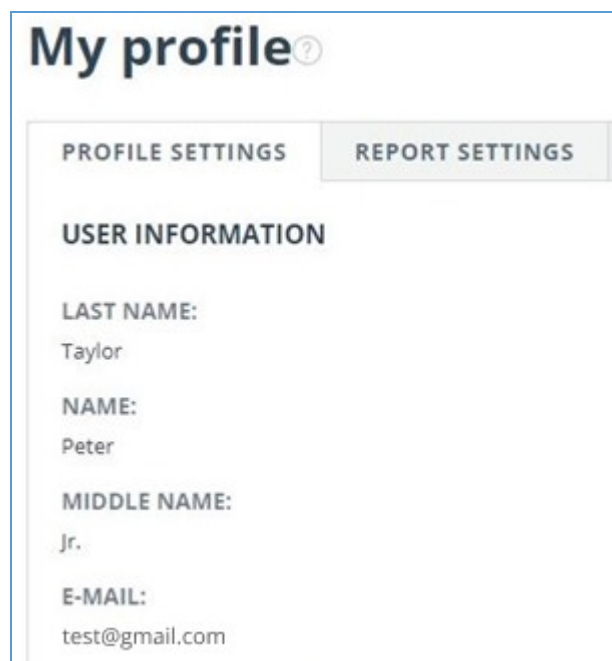 My profile ?
PROFILE SETTINGS REPORT SETTINGS
USER INFORMATION
LAST NAME:
Taylor
NAME:
Peter
MIDDLE NAME:
Jr.
E-MAIL:
test@gmail.com